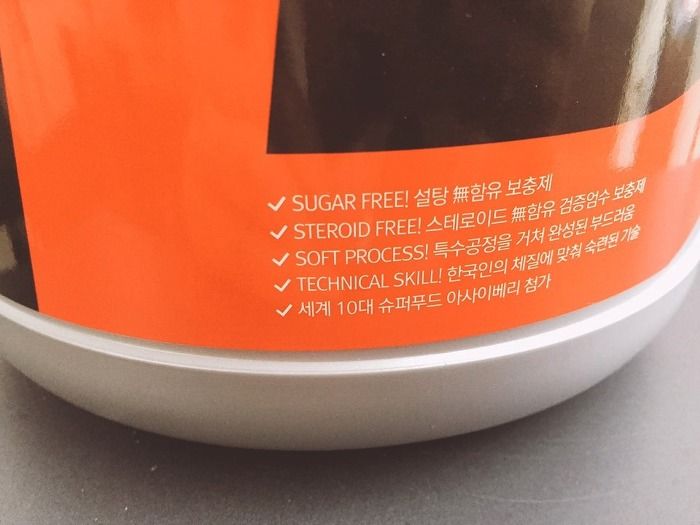 ✓ SUGAR FREE! 설탕 無함유 보충제
✓ STEROID FREE! 스테로이드 無함유 검증엄수 보충제
✓ SOFT PROCESS! 특수공정을 거쳐 완성된 부드러움
✓ TECHNICAL SKILL! 한국인의 체질에 맞춰 숙련된 기술
✓ 세계 10대 슈퍼푸드 아사이베리 첨가